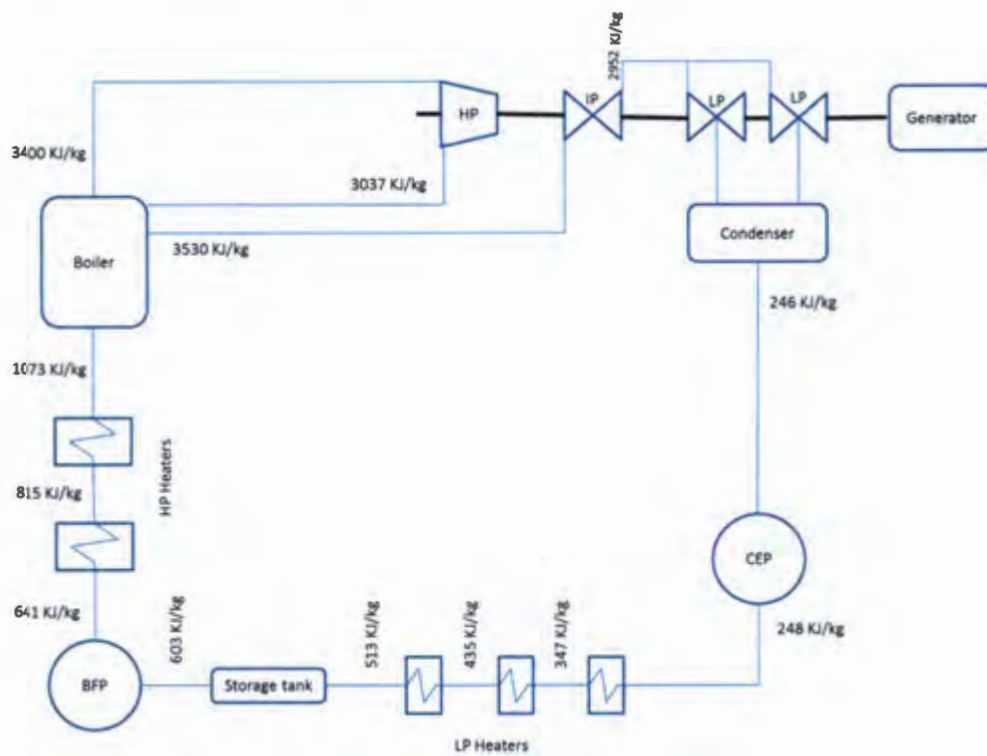 2952 KJ/kg
HP
IP
LP
LP
Generator
3400 KJ/kg
3037 KJ/kg
3530 KJ/kg
Boiler
Condenser
246 KJ/kg
1073 KJ/kg
HP Heaters
815 KJ/kg
CEP
641 KJ/kg
603 KJ/kg
513 KJ/kg
435 KJ/kg
347 KJ/kg
248 KJ/kg
BFP
Storage tank
LP Heaters